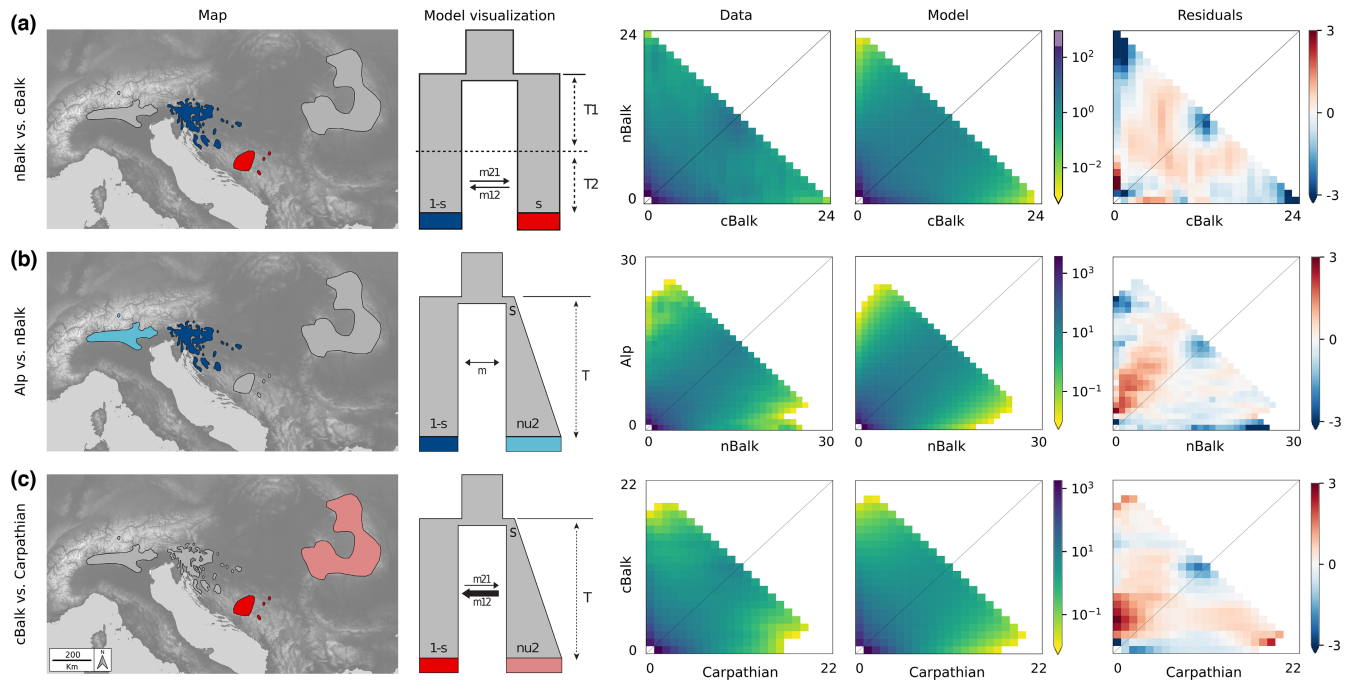 Map
Model visualization
Data
Model
Residuals
(a)
nBalk vs. cBalk
T1
T2
m21
m12
1-s
s
24
nBalk
0
0
24
cBalk
0
24
cBalk
10^2
10^0
10^-2
0
24
cBalk
3
0
-3
(b)
Alp vs. nBalk
S
m
T
1-s
nu2
30
Alp
0
0
30
nBalk
0
30
nBalk
10^3
10^1
10^-1
0
30
nBalk
3
0
-3
(c)
cBalk vs. Carpathian
200
Km
N
S
m21
m12
T
1-s
nu2
22
cBalk
0
0
22
Carpathian
0
22
Carpathian
10^3
10^1
10^-1
0
22
Carpathian
3
0
-3